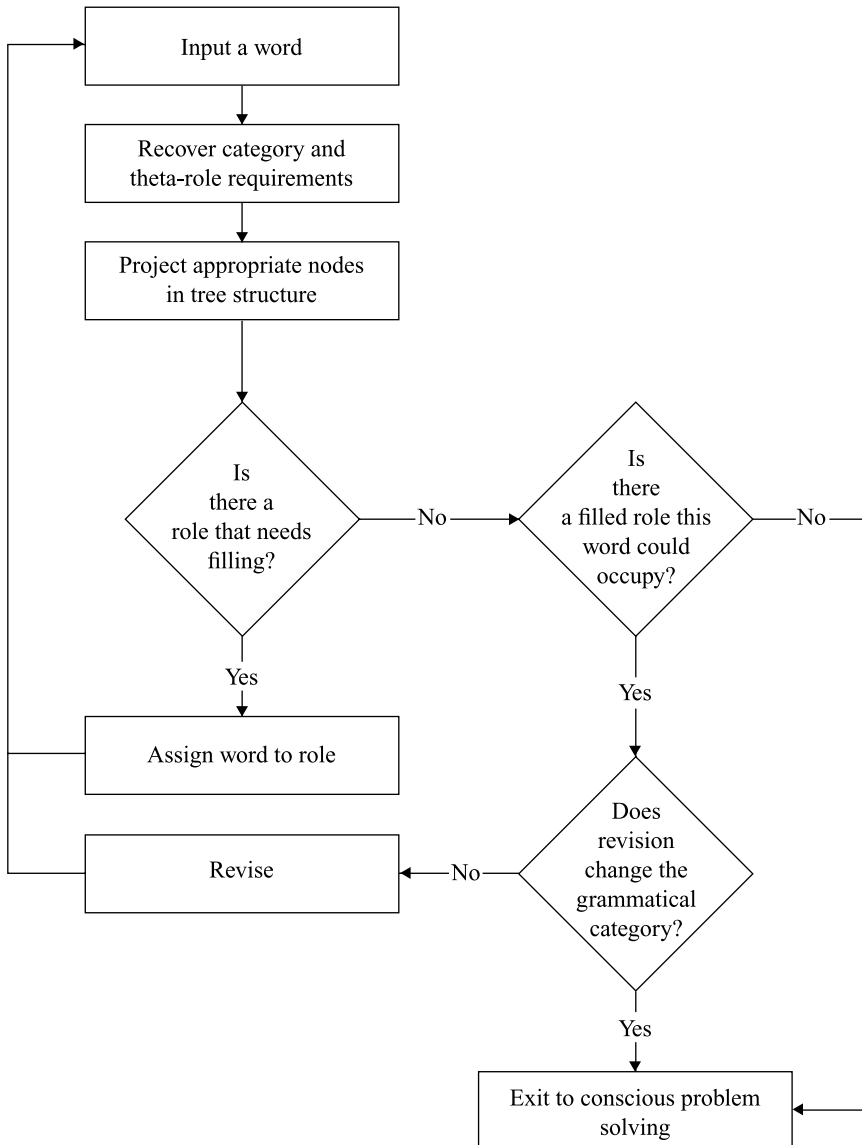 Input a word
Recover category and
theta-role requirements
Project appropriate nodes
in tree structure
Is
there a
role that needs
filling?
No
Is
there
a filled role this
word could
occupy?
No
Yes
Yes
Assign word to role
Does
revision
change the
grammatical
category?
No
Revise
Yes
Exit to conscious problem
solving